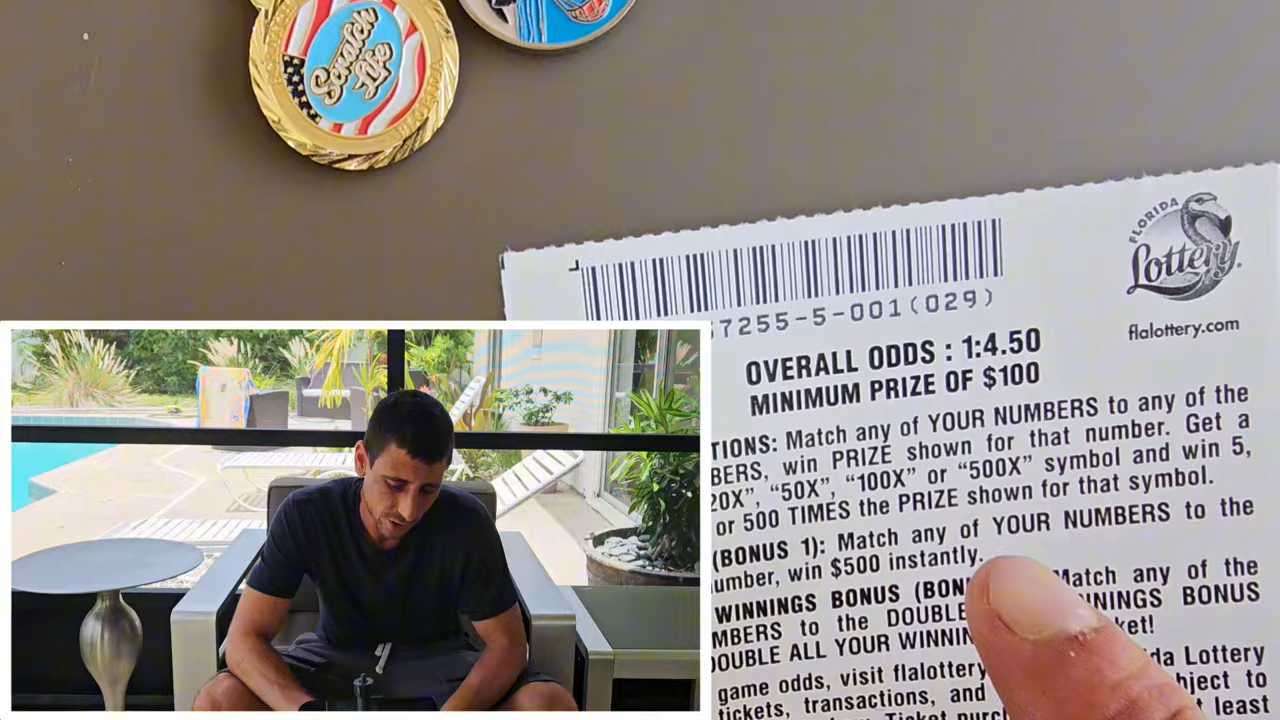 Scratch
Life
FLORIDA
Lottery
flalottery.com
7255-5-001(029)
OVERALL ODDS : 1:4.50
MINIMUM PRIZE OF $100
TIONS: Match any of YOUR NUMBERS to any of the
BERS, win PRIZE shown for that number. Get a
20X”, “50X”, “100X” or “500X” symbol and win 5,
or 500 TIMES the PRIZE shown for that symbol.
(BONUS 1): Match any of YOUR NUMBERS to the
umber, win $500 instantly.
WINNINGS BONUS (BON Match any of the
MBERS to the DOUBLE NNINGS BONUS
OUBLE ALL YOUR WINNIN ket!
game odds, visit flalottery da Lottery
tickets, transactions, and bject to
Ticket purc t least